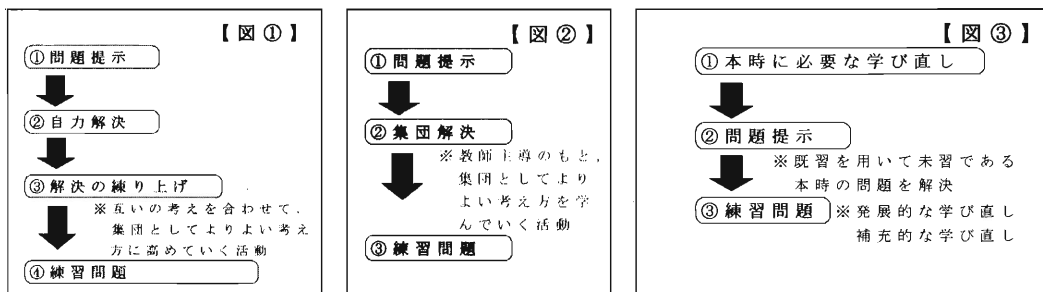 【図①】
①問題提示
②自力解決
③解決の練り上げ
※互いの考えを合わせて，
集団としてよりよい考え
方に高めていく活動
④練習問題
【図②】
①問題提示
②集団解決
※教師主導のもと，
集団としてより
よい考え方を学
んでいく活動
③練習問題
【図③】
①本時に必要な学び直し
②問題提示
※既習を用いて未習である
本時の問題を解決
③練習問題 ※発展的な学び直し
補充的な学び直し